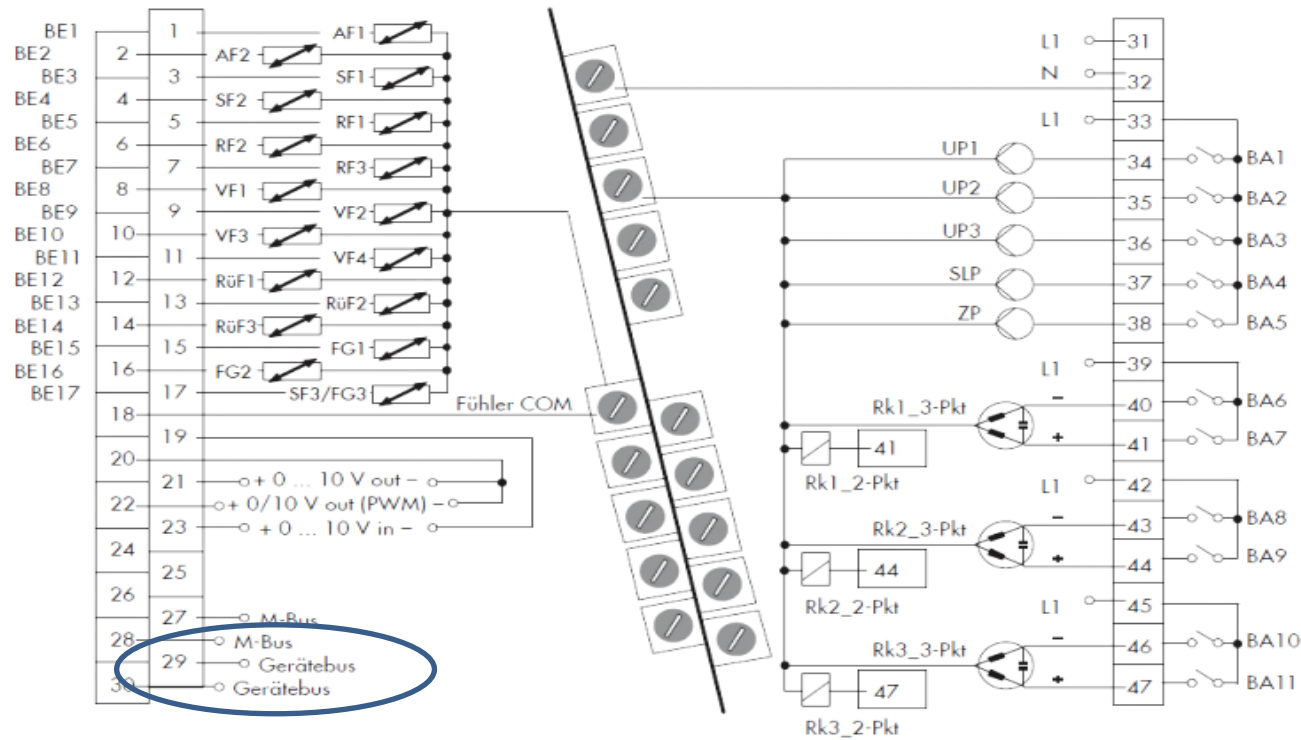 BE1 1 AF1
BE2 2 AF2
BE3 3 SF1
BE4 4 SF2
BE5 5 RF1
BE6 6 RF2
BE7 7 RF3
BE8 8 VF1
BE9 9 VF2
BE10 10 VF3
BE11 11 VF4
BE12 12 RüF1
BE13 13 RüF2
BE14 14 RüF3
BE15 15 FG1
BE16 16 FG2
BE17 17 SF3/FG3
18 Fühler COM
19
20
21 + 0 ... 10 V out –
22 + 0/10 V out (PWM) –
23 + 0 ... 10 V in –
24
25
26
27 M-Bus
28 M-Bus
29 Gerätebus
30 Gerätebus
L1 31
N 32
L1 33
UP1 34 BA1
UP2 35 BA2
UP3 36 BA3
SLP 37 BA4
ZP 38 BA5
L1 39
Rk1_3-Pkt – 40 BA6
41 + 41 BA7
Rk1_2-Pkt
L1 42
Rk2_3-Pkt – 43 BA8
44 + 44 BA9
Rk2_2-Pkt
L1 45
Rk3_3-Pkt – 46 BA10
47 + 47 BA11
Rk3_2-Pkt